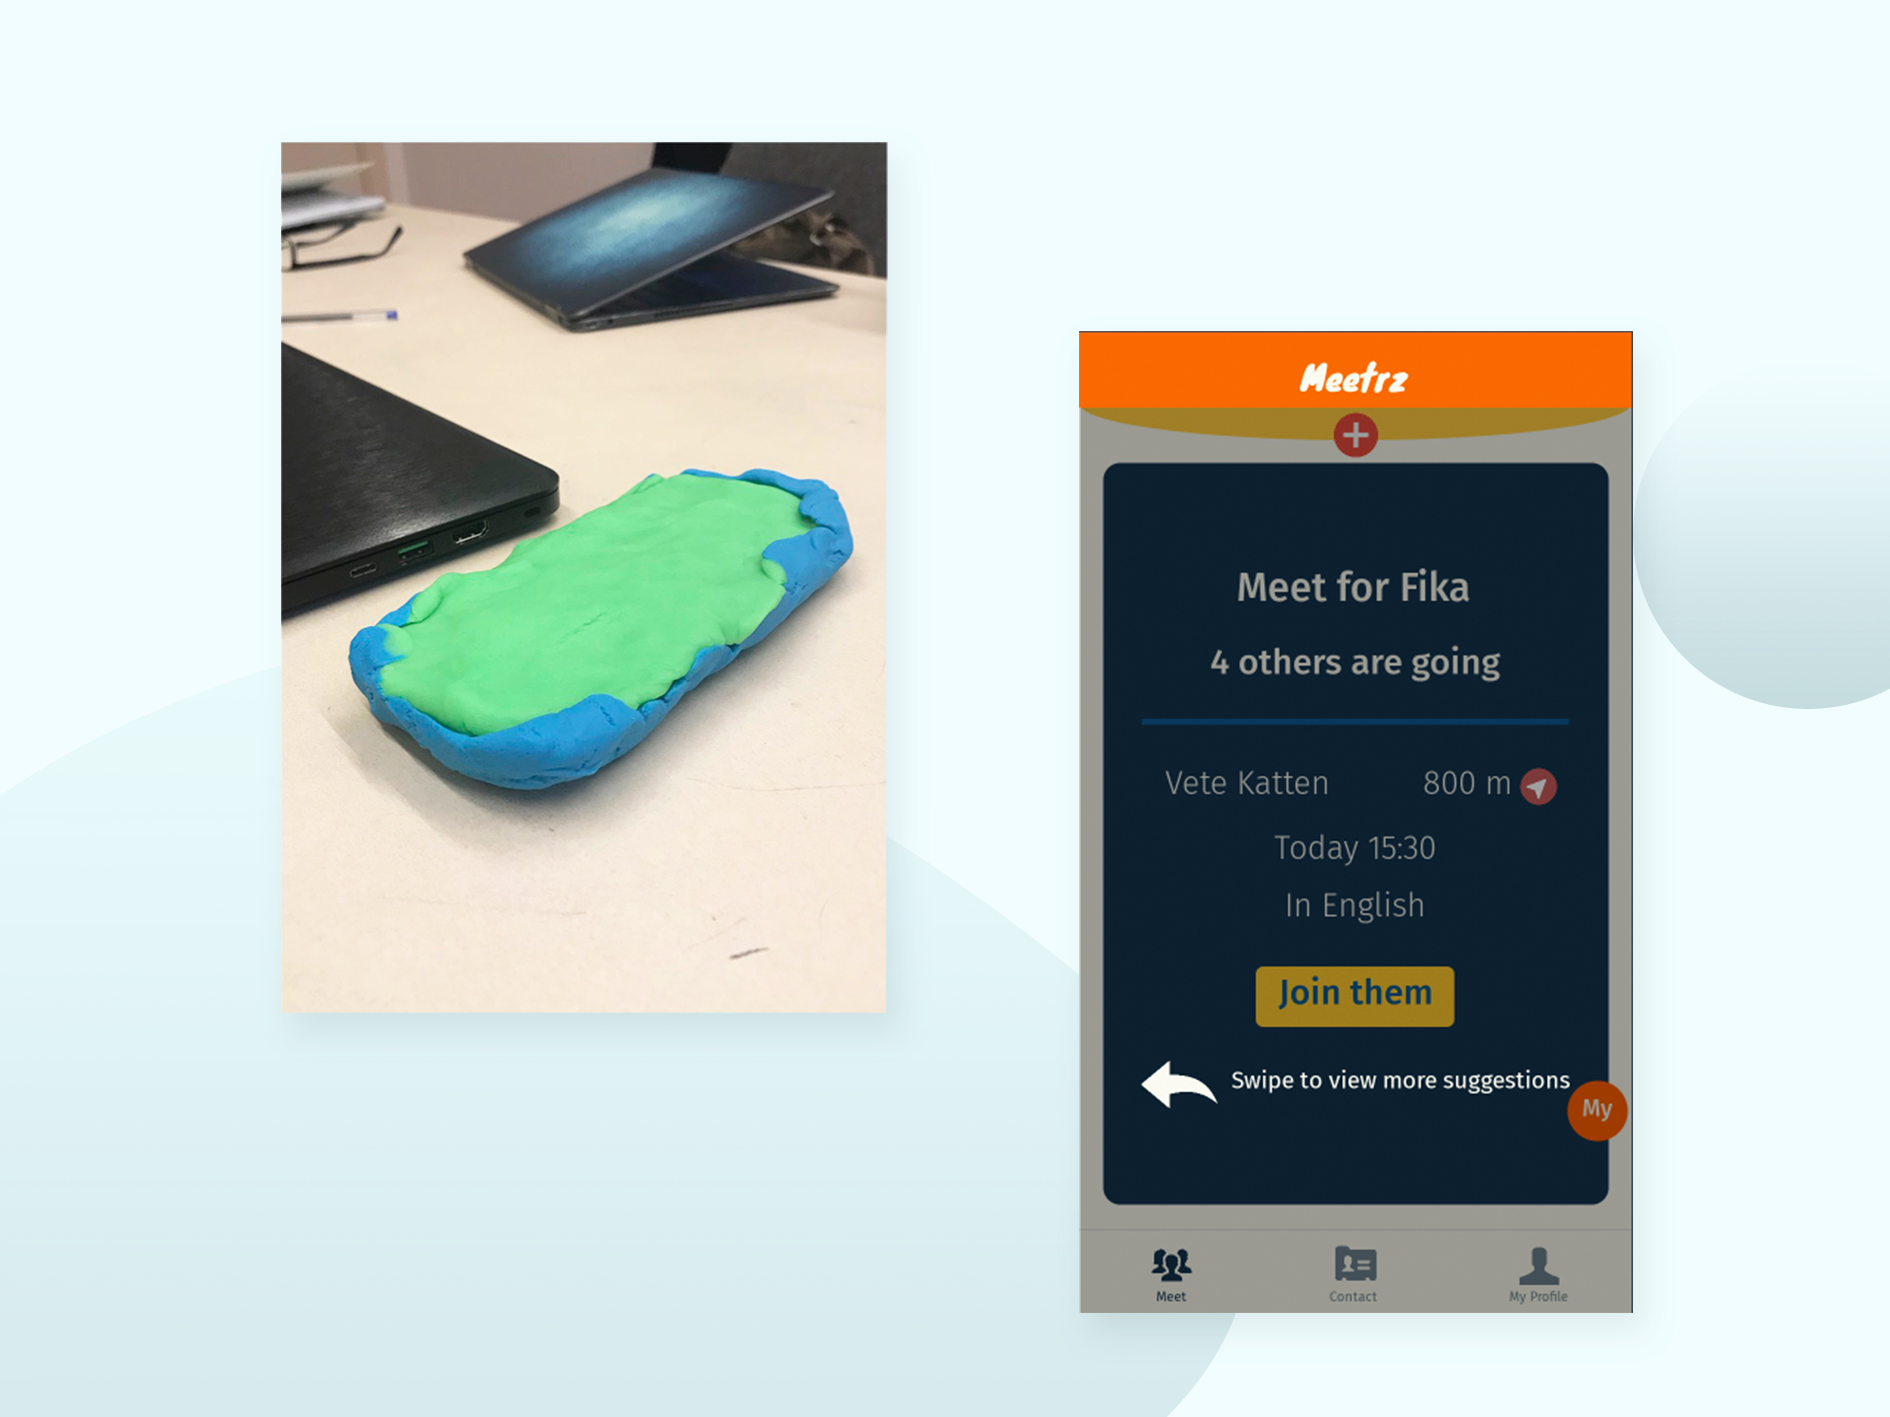 Meetrz
Meet for Fika
4 others are going
Vete Katten 800 m
Today 15:30
In English
Join them
Swipe to view more suggestions
My
Meet Contact My Profile